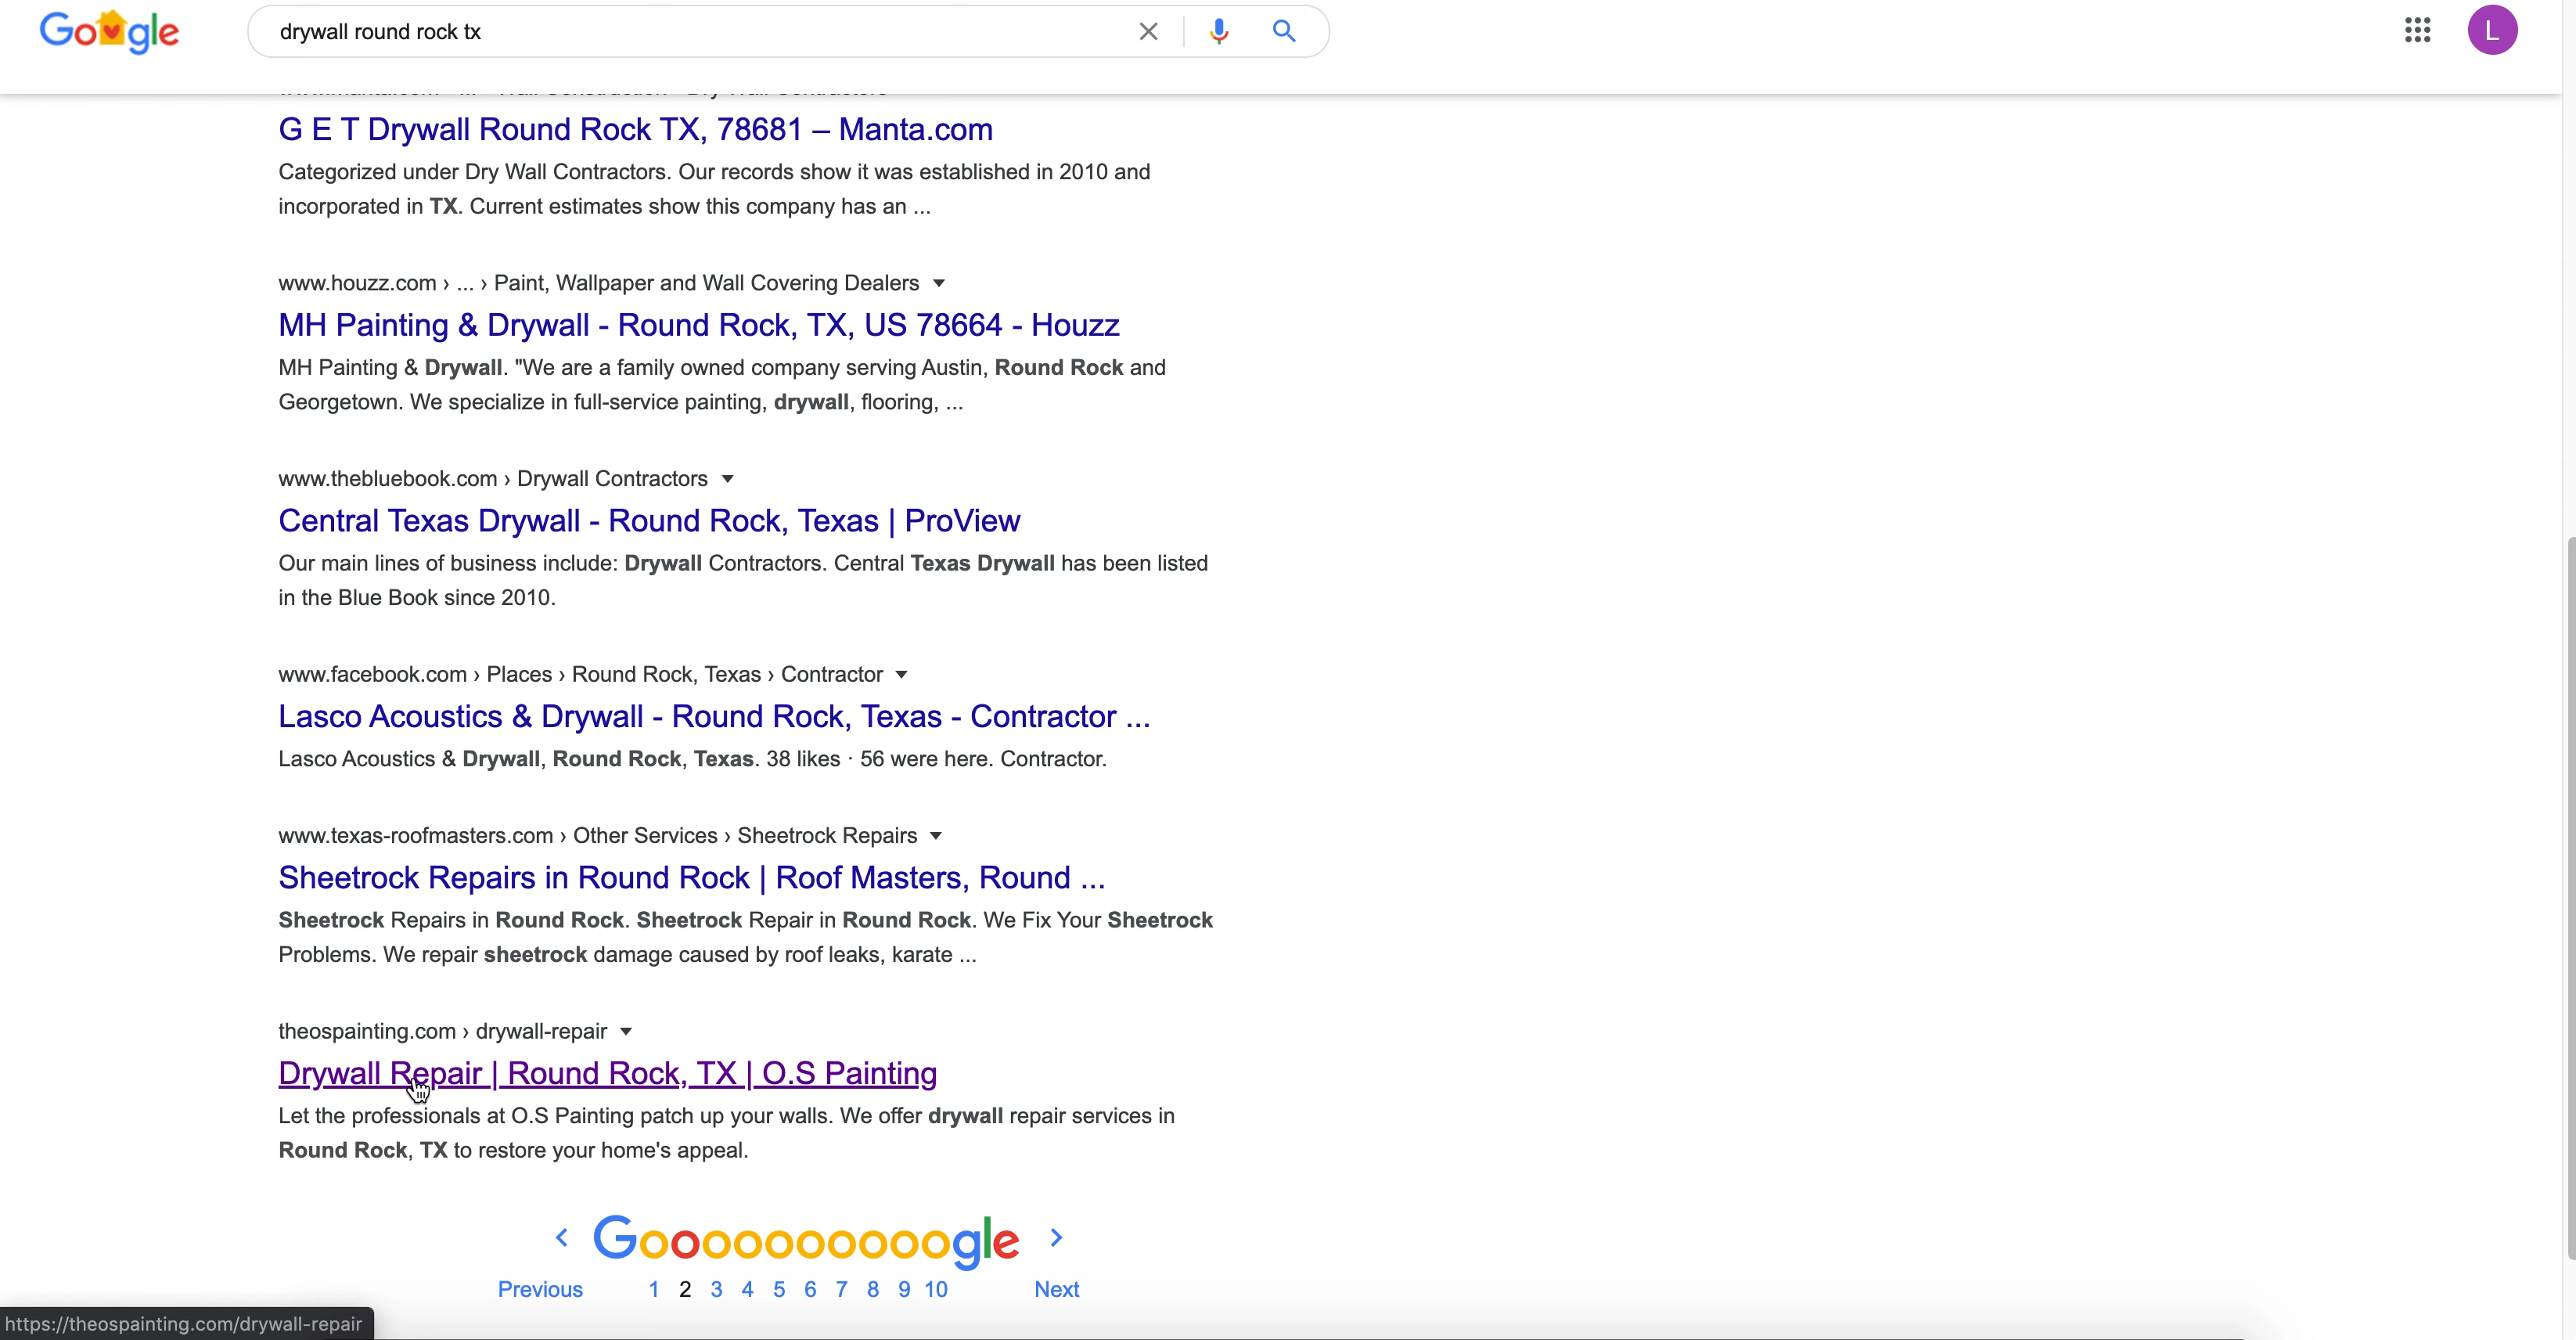 Google
drywall round rock tx
L
G E T Drywall Round Rock TX, 78681 – Manta.com
Categorized under Dry Wall Contractors. Our records show it was established in 2010 and
incorporated in TX. Current estimates show this company has an ...
www.houzz.com › ... › Paint, Wallpaper and Wall Covering Dealers
MH Painting & Drywall - Round Rock, TX, US 78664 - Houzz
MH Painting & Drywall. "We are a family owned company serving Austin, Round Rock and
Georgetown. We specialize in full-service painting, drywall, flooring, ...
www.thebluebook.com › Drywall Contractors
Central Texas Drywall - Round Rock, Texas | ProView
Our main lines of business include: Drywall Contractors. Central Texas Drywall has been listed
in the Blue Book since 2010.
www.facebook.com › Places › Round Rock, Texas › Contractor
Lasco Acoustics & Drywall - Round Rock, Texas - Contractor ...
Lasco Acoustics & Drywall, Round Rock, Texas. 38 likes · 56 were here. Contractor.
www.texas-roofmasters.com › Other Services › Sheetrock Repairs
Sheetrock Repairs in Round Rock | Roof Masters, Round ...
Sheetrock Repairs in Round Rock. Sheetrock Repair in Round Rock. We Fix Your Sheetrock
Problems. We repair sheetrock damage caused by roof leaks, karate ...
theospainting.com › drywall-repair
Drywall Repair | Round Rock, TX | O.S Painting
Let the professionals at O.S Painting patch up your walls. We offer drywall repair services in
Round Rock, TX to restore your home's appeal.
Goooooooooogle
Previous 1 2 3 4 5 6 7 8 9 10 Next
https://theospainting.com/drywall-repair